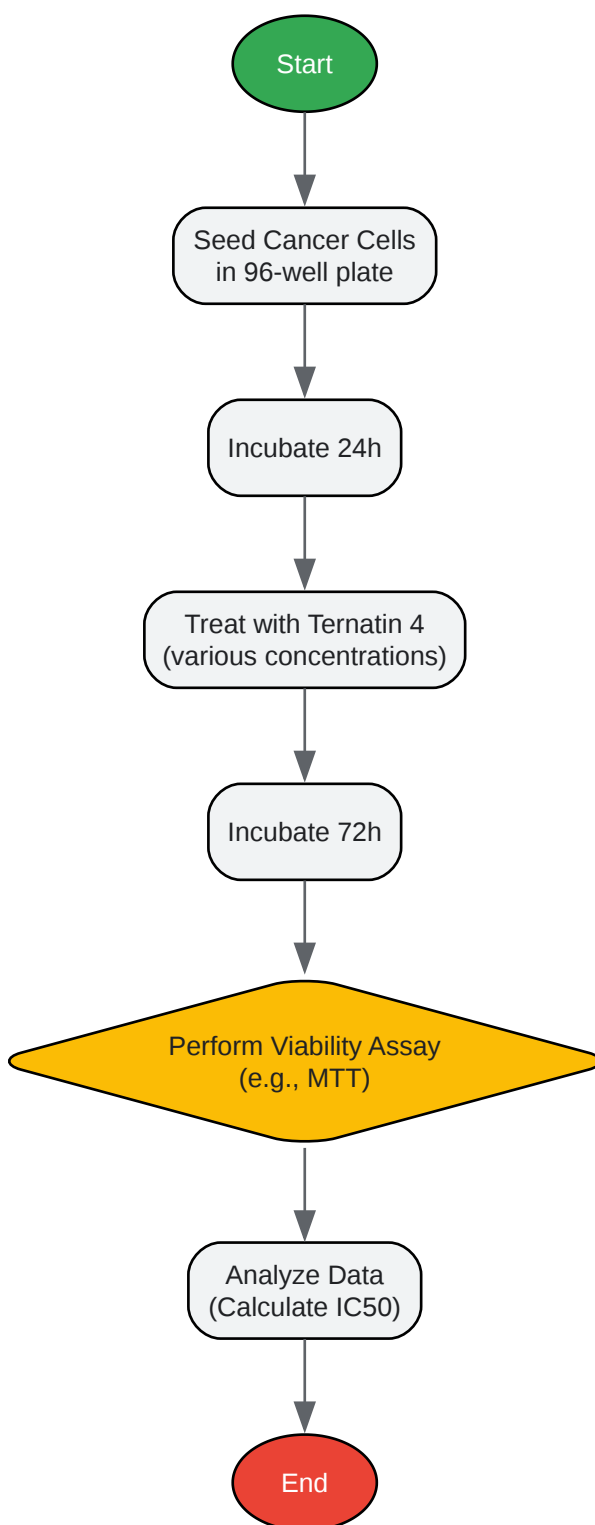 Start
Seed Cancer Cells
in 96-well plate
Incubate 24h
Treat with Ternatin 4
(various concentrations)
Incubate 72h
Perform Viability Assay
(e.g., MTT)
Analyze Data
(Calculate IC50)
End